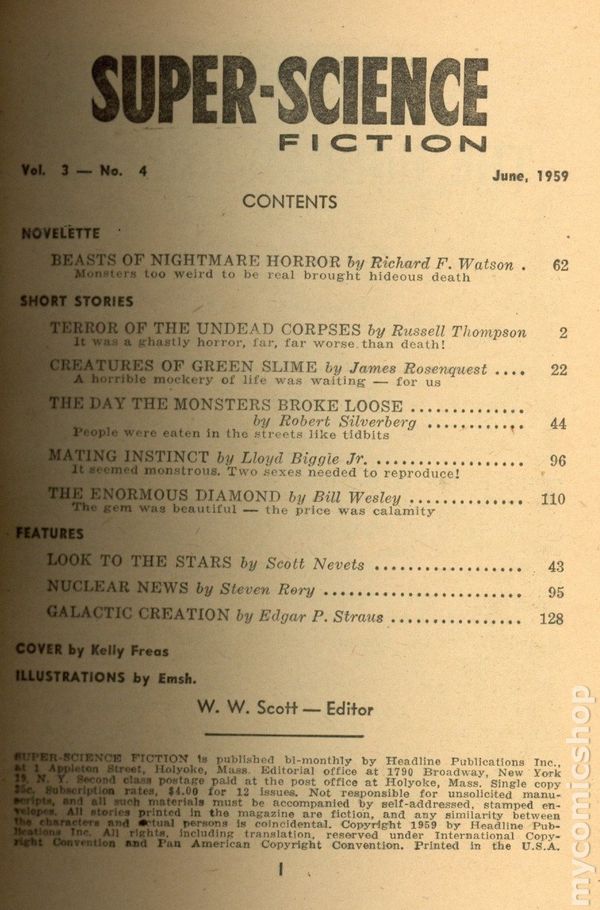 SUPER-SCIENCE
FICTION
Vol. 3 — No. 4 June, 1959
CONTENTS
NOVELETTE
BEASTS OF NIGHTMARE HORROR by Richard F. Watson . 62
Monsters too weird to be real brought hideous death
SHORT STORIES
TERROR OF THE UNDEAD CORPSES by Russell Thompson 2
It was a ghastly horror, far, far worse than death!
CREATURES OF GREEN SLIME by James Rosenquest .... 22
A horrible mockery of life was waiting — for us
THE DAY THE MONSTERS BROKE LOOSE ..............
by Robert Silverberg ............ 44
People were eaten in the streets like tidbits
MATING INSTINCT by Lloyd Biggle Jr. .................. 96
It seemed monstrous. Two sexes needed to reproduce!
THE ENORMOUS DIAMOND by Bill Wesley .............. 110
The gem was beautiful — the price was calamity
FEATURES
LOOK TO THE STARS by Scott Nevets .................. 43
NUCLEAR NEWS by Steven Rory ........................ 95
GALACTIC CREATION by Edgar P. Straus ................ 128
COVER by Kelly Freas
ILLUSTRATIONS by Emsh.
W. W. Scott — Editor
SUPER-SCIENCE FICTION is published bi-monthly by Headline Publications Inc.,
at 1 Appleton Street, Holyoke, Mass. Editorial office at 1790 Broadway, New York
19, N. Y. Second class postage paid at the post office at Holyoke, Mass. Single copy
35c. Subscription rates, $4.00 for 12 issues. Not responsible for unsolicited manu-
scripts, and all such materials must be accompanied by self-addressed, stamped en-
velopes. All stories printed in the magazine are fiction, and any similarity between
the characters and actual persons is coincidental. Copyright 1959 by Headline Pub-
lications Inc. All rights, including translation, reserved under International Copy-
right Convention and Pan American Copyright Convention. Printed in the U.S.A.
1
mycomicshop